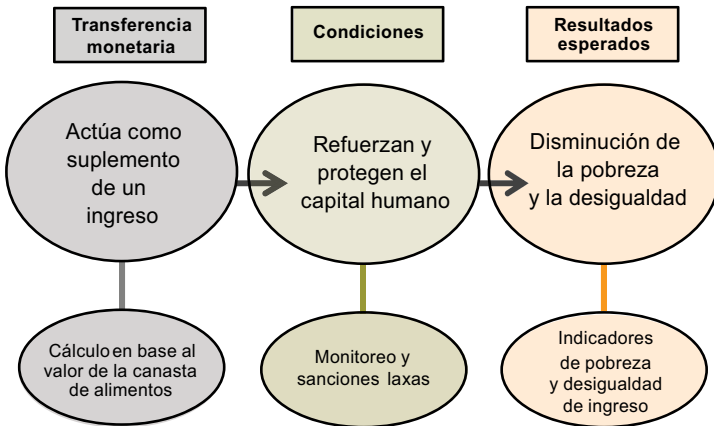 Transferencia
monetaria
Condiciones
Resultados
esperados
Actúa como
suplemento
de un
ingreso
Refuerzan y
protegen el
capital humano
Disminución de
la pobreza
y la desigualdad
Cálculo en base al
valor de la canasta
de alimentos
Monitoreo y
sanciones laxas
Indicadores
de pobreza
y desigualdad
de ingreso